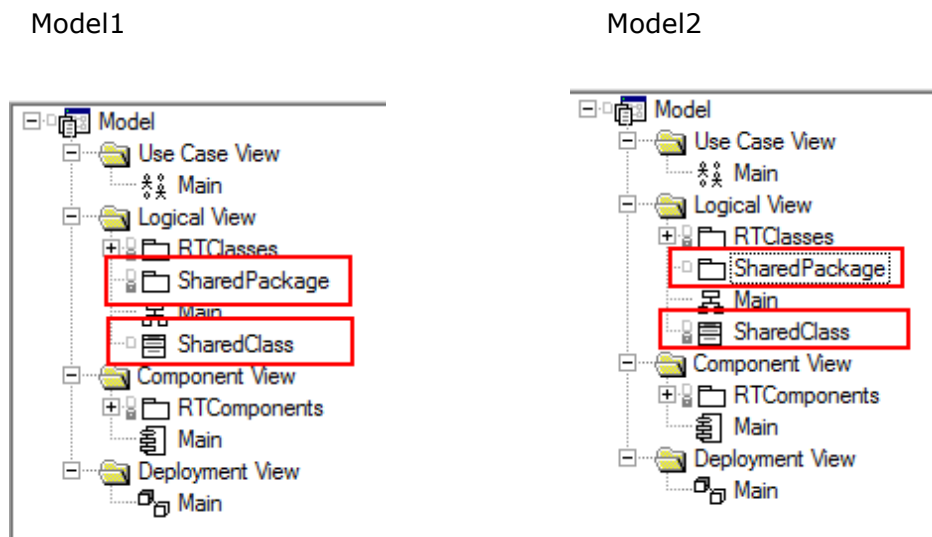 Model1
Model
Use Case View
Main
Logical View
RTClasses
SharedPackage
Main
SharedClass
Component View
RTComponents
Main
Deployment View
Main
Model2
Model
Use Case View
Main
Logical View
RTClasses
SharedPackage
Main
SharedClass
Component View
RTComponents
Main
Deployment View
Main